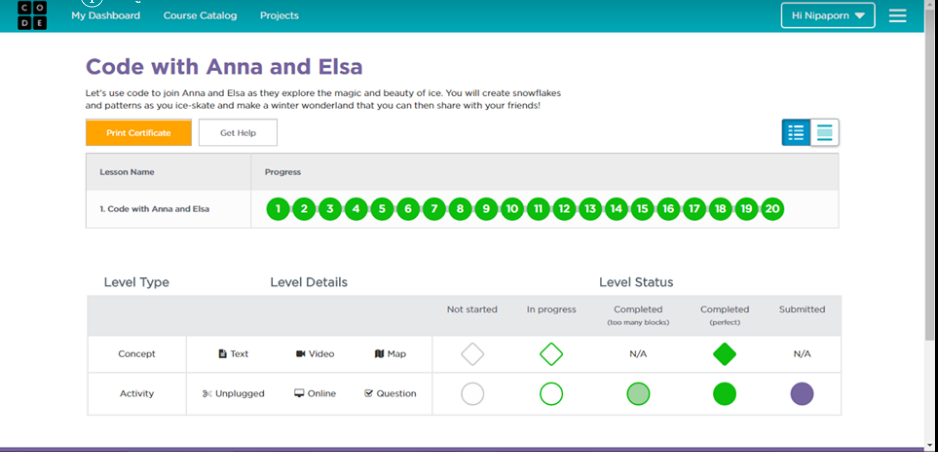 C O
D E
My Dashboard Course Catalog Projects Hi Nipaporn
Code with Anna and Elsa
Let's use code to join Anna and Elsa as they explore the magic and beauty of ice. You will create snowflakes
and patterns as you ice-skate and make a winter wonderland that you can then share with your friends!
Print Certificate Get Help
Lesson Name Progress
1. Code with Anna and Elsa 1 2 3 4 5 6 7 8 9 10 11 12 13 14 15 16 17 18 19 20
Level Type Level Details Level Status
Not started In progress Completed Completed Submitted
(too many blocks) (perfect)
Concept Text Video Map N/A N/A
Activity Unplugged Online Question